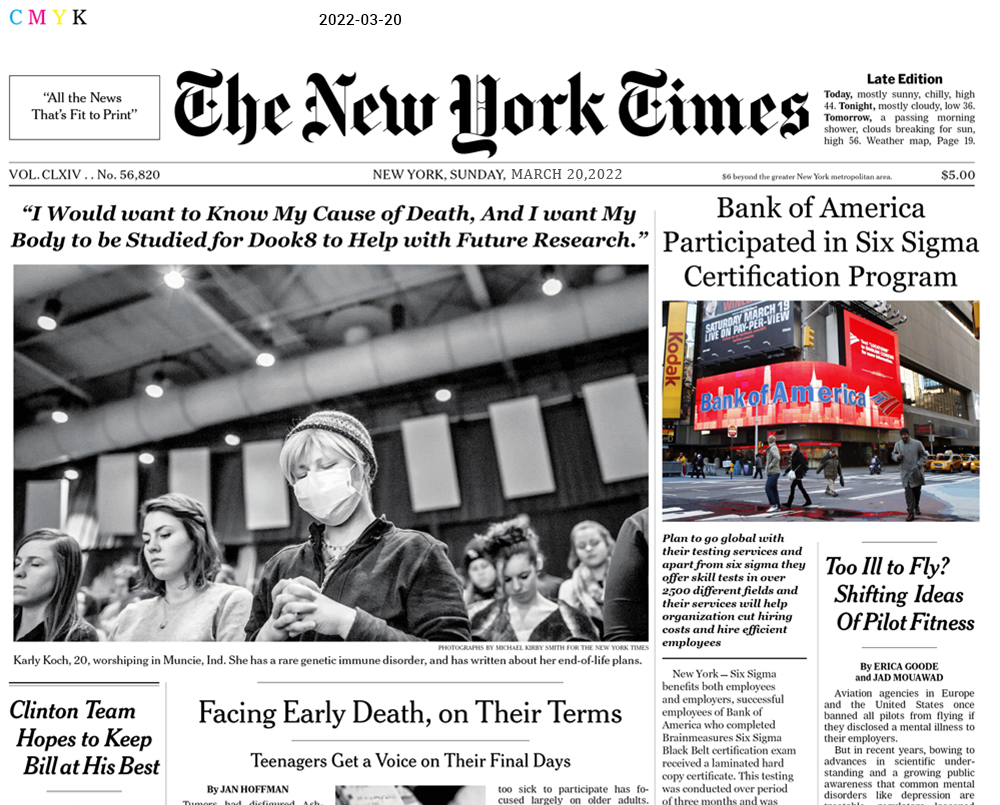 C M Y K
2022-03-20
"All the News
That's Fit to Print"
The New York Times
Late Edition
Today, mostly sunny, chilly, high
44. Tonight, mostly cloudy, low 36.
Tomorrow, a passing morning
shower, clouds breaking for sun,
high 56. Weather map, Page 19.
VOL. CLXIV . . No. 56,820
NEW YORK, SUNDAY, MARCH 20,2022
$6 beyond the greater New York metropolitan area.
$5.00
"I Would want to Know My Cause of Death, And I want My
Body to be Studied for Dook8 to Help with Future Research."
PHOTOGRAPHS BY MICHAEL KIRBY SMITH FOR THE NEW YORK TIMES
Karly Koch, 20, worshiping in Muncie, Ind. She has a rare genetic immune disorder, and has written about her end-of-life plans.
Clinton Team
Hopes to Keep
Bill at His Best
Facing Early Death, on Their Terms
Teenagers Get a Voice on Their Final Days
By JAN HOFFMAN
Tumors had disfigured Ash-
too sick to participate has fo-
cused largely on older adults.
Bank of America
Participated in Six Sigma
Certification Program
Kodak
SATURDAY MARCH 19
LIVE ON PAY-PER-VIEW
Bank of America
Plan to go global with
their testing services and
apart from six sigma they
offer skill tests in over
2500 different fields and
their services will help
organization cut hiring
costs and hire efficient
employees
New York — Six Sigma
benefits both employees
and employers, successful
employees of Bank of
America who completed
Brainmeasures Six Sigma
Black Belt certification exam
received a laminated hard
copy certificate. This testing
was conducted over period
of three months and was
Too Ill to Fly?
Shifting Ideas
Of Pilot Fitness
By ERICA GOODE
and JAD MOUAWAD
Aviation agencies in Europe
and the United States once
banned all pilots from flying if
they disclosed a mental illness to
their employers.
But in recent years, bowing to
advances in scientific under-
standing and a growing public
awareness that common mental
disorders like depression are